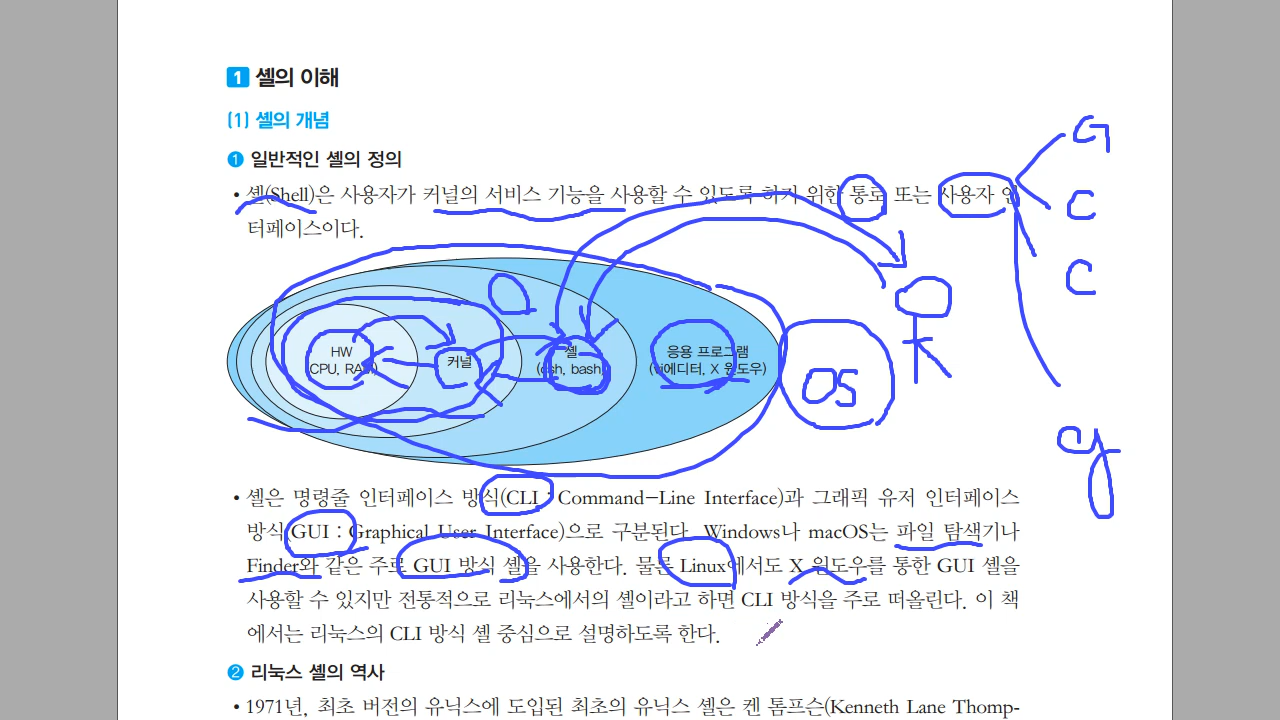 1 셸의 이해
(1) 셸의 개념
❶ 일반적인 셸의 정의
• 셸(Shell)은 사용자가 커널의 서비스 기능을 사용할 수 있도록 하기 위한 통로 또는 사용자 인
터페이스이다.
G
C
C
HW
CPU, RAM)
커널
셸
(csh, bash)
응용 프로그램
(vi에디터, X 윈도우)
OS
• 셸은 명령줄 인터페이스 방식(CLI : Command-Line Interface)과 그래픽 유저 인터페이스
방식(GUI : Graphical User Interface)으로 구분된다. Windows나 macOS는 파일 탐색기나
Finder와 같은 주로 GUI 방식 셸을 사용한다. 물론 Linux에서도 X 윈도우를 통한 GUI 셸을
사용할 수 있지만 전통적으로 리눅스에서의 셸이라고 하면 CLI 방식을 주로 떠올린다. 이 책
에서는 리눅스의 CLI 방식 셸 중심으로 설명하도록 한다.
❷ 리눅스 셸의 역사
• 1971년, 최초 버전의 유닉스에 도입된 최초의 유닉스 셸은 켄 톰프슨(Kenneth Lane Thomp-